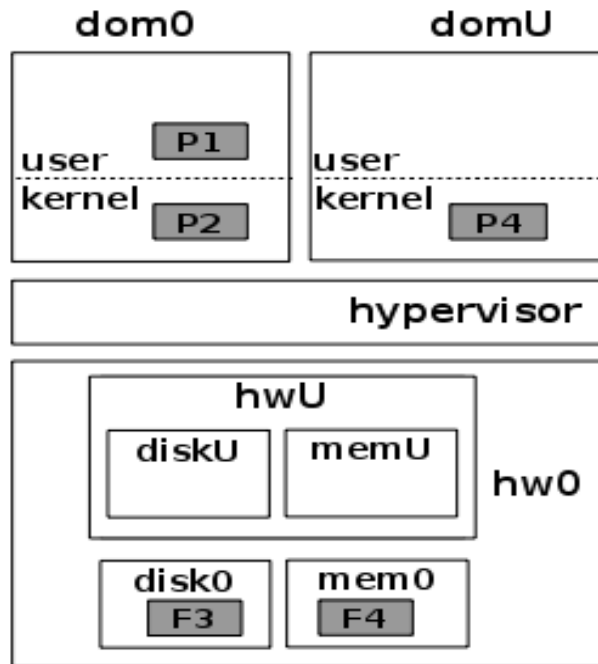 dom0 domU
P1
user user
kernel kernel
P2 P4
hypervisor
hwU
diskU memU
hw0
disk0 mem0
F3 F4